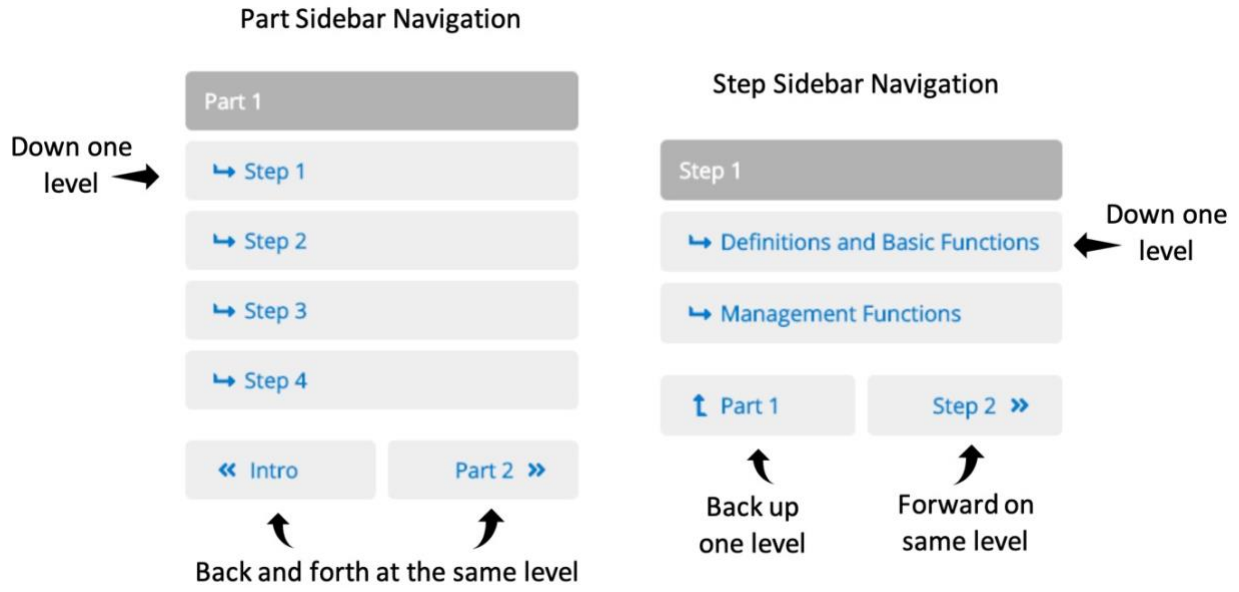 Part Sidebar Navigation
Part 1
Down one
level
Step 1
Step 2
Step 3
Step 4
Intro
Part 2
Back and forth at the same level
Step Sidebar Navigation
Step 1
Definitions and Basic Functions
Down one
level
Management Functions
Part 1
Step 2
Back up
one level
Forward on
same level